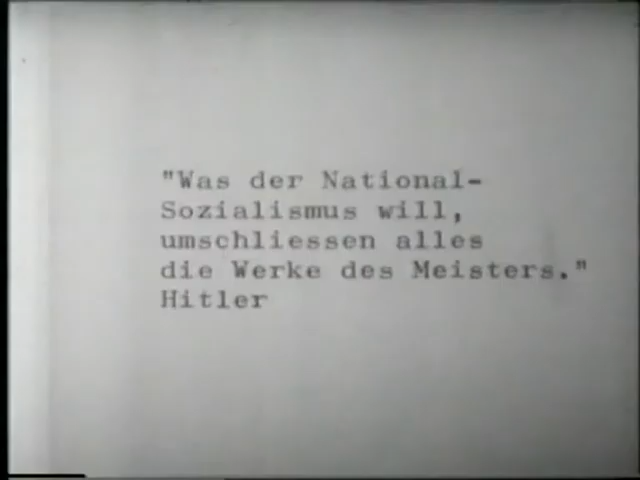 "Was der National-
Sozialismus will,
umschliessen alles
die Werke des Meisters."
Hitler